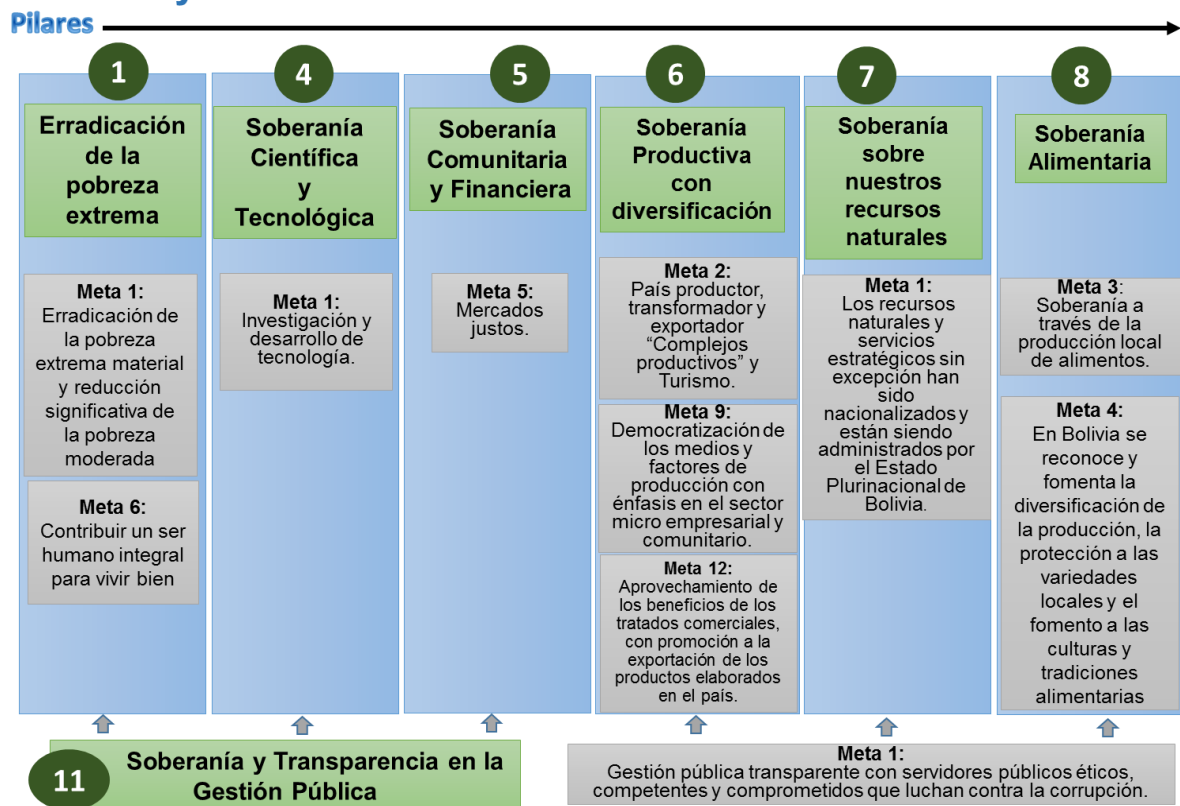 Pilares
1
Erradicación
de la
pobreza
extrema
Meta 1:
Erradicación de
la pobreza
extrema material
y reducción
significativa de
la pobreza
moderada
Meta 6:
Contribuir un ser
humano integral
para vivir bien
4
Soberanía
Científica
y
Tecnológica
Meta 1:
Investigación y
desarrollo de
tecnología.
5
Soberanía
Comunitaria
y Financiera
Meta 5:
Mercados
justos.
6
Soberanía
Productiva
con
diversificación
Meta 2:
País productor,
transformador y
exportador
“Complejos
productivos” y
Turismo.
Meta 9:
Democratización de
los medios y
factores de
producción con
énfasis en el sector
micro empresarial y
comunitario.
Meta 12:
Aprovechamiento de
los beneficios de los
tratados comerciales,
con promoción a la
exportación de los
productos elaborados
en el país.
7
Soberanía
sobre
nuestros
recursos
naturales
Meta 1:
Los recursos
naturales y
servicios
estratégicos sin
excepción han
sido
nacionalizados y
están siendo
administrados por
el Estado
Plurinacional de
Bolivia.
8
Soberanía
Alimentaria
Meta 3:
Soberanía a
través de la
producción local
de alimentos.
Meta 4:
En Bolivia se
reconoce y
fomenta la
diversificación de
la producción, la
protección a las
variedades
locales y el
fomento a las
culturas y
tradiciones
alimentarias
11
Soberanía y Transparencia en la
Gestión Pública
Meta 1:
Gestión pública transparente con servidores públicos éticos,
competentes y comprometidos que luchan contra la corrupción.